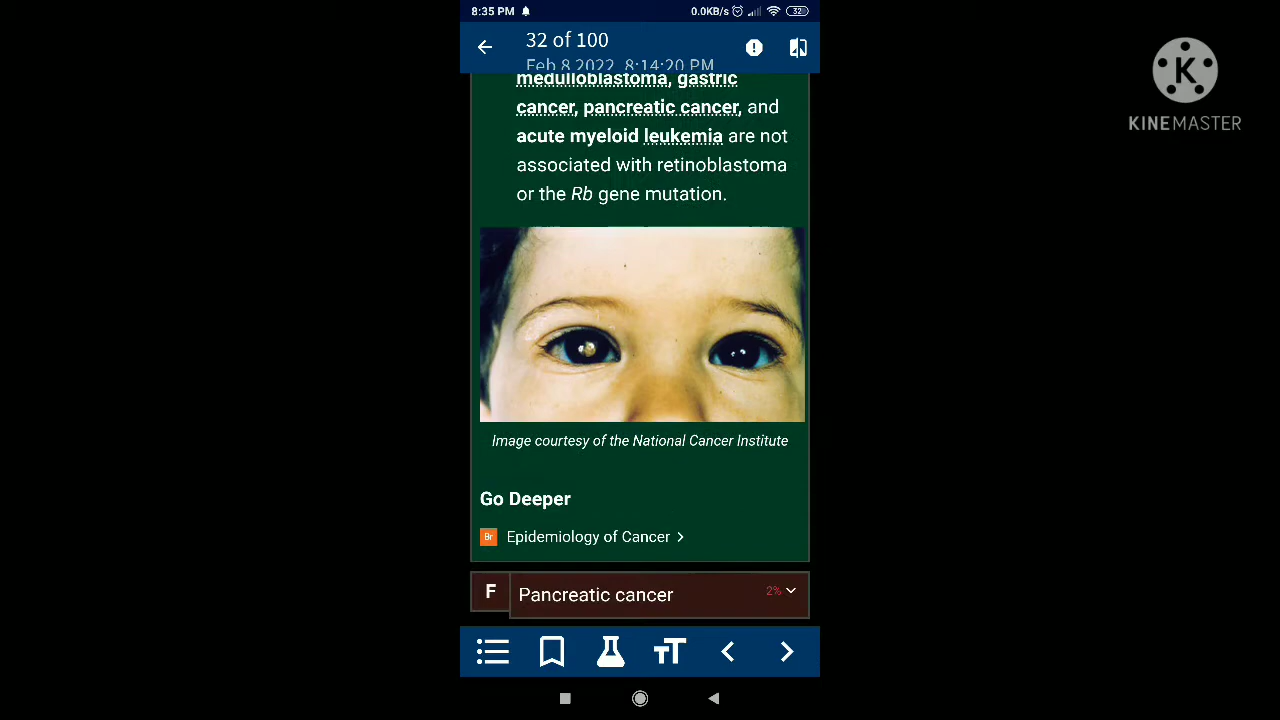 8:35 PM
0.0KB/s
32
32 of 100
Feb 8 2022, 8:14:20 PM
medulloblastoma, gastric
cancer, pancreatic cancer, and
acute myeloid leukemia are not
associated with retinoblastoma
or the Rb gene mutation.
Image courtesy of the National Cancer Institute
Go Deeper
Br Epidemiology of Cancer >
F Pancreatic cancer 2%
TT
K
KINEMASTER